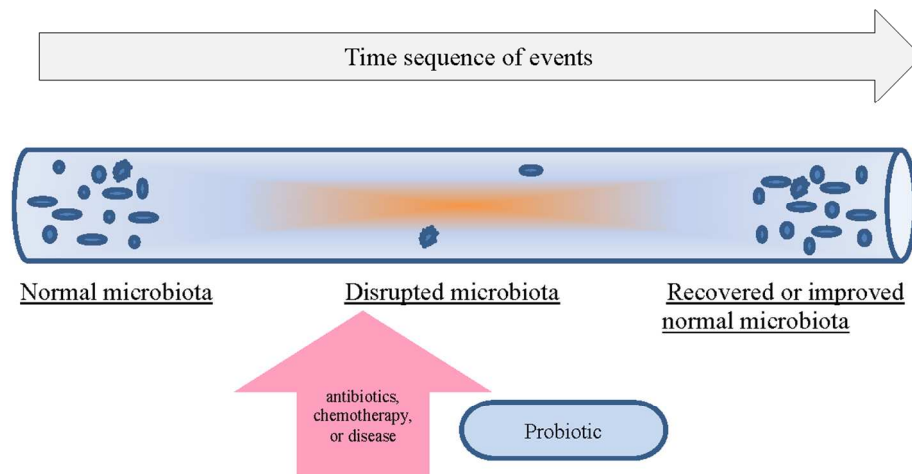 Time sequence of events
Normal microbiota
Disrupted microbiota
Recovered or improved
normal microbiota
antibiotics,
chemotherapy,
or disease
Probiotic